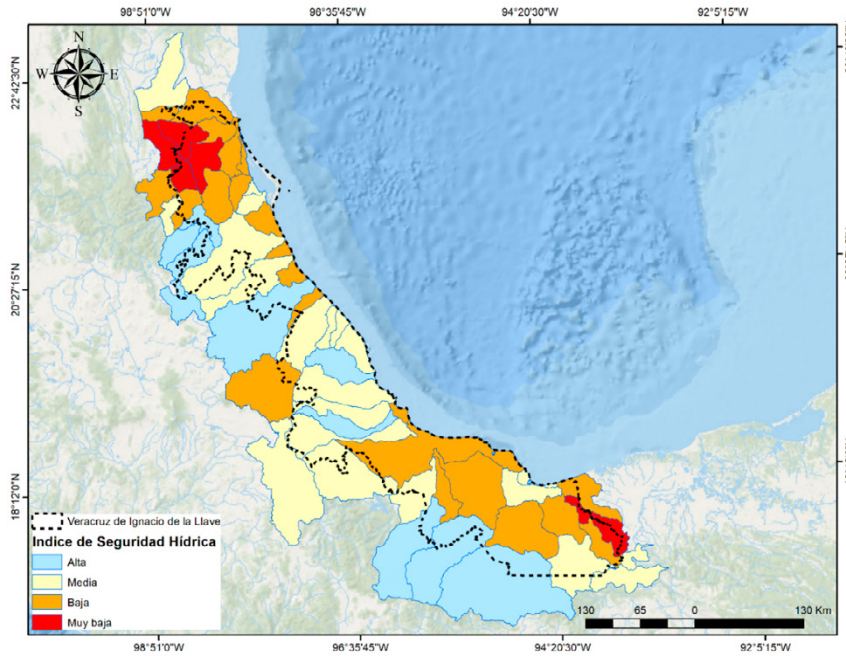 98°51'0"W 96°35'45"W 94°20'30"W 92°5'15"W
N
W E
S
22°42'30"N
20°27'15"N
18°12'0"N
Veracruz de Ignacio de la Llave
Indice de Seguridad Hídrica
Alta
Media
Baja
Muy baja
130 65 0 130 Km
98°51'0"W 96°35'45"W 94°20'30"W 92°5'15"W